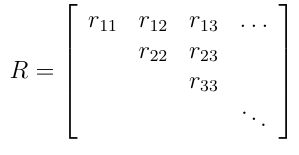 r₁₁ r₁₂ r₁₃ …
r₂₂ r₂₃
R = r₃₃
⋱